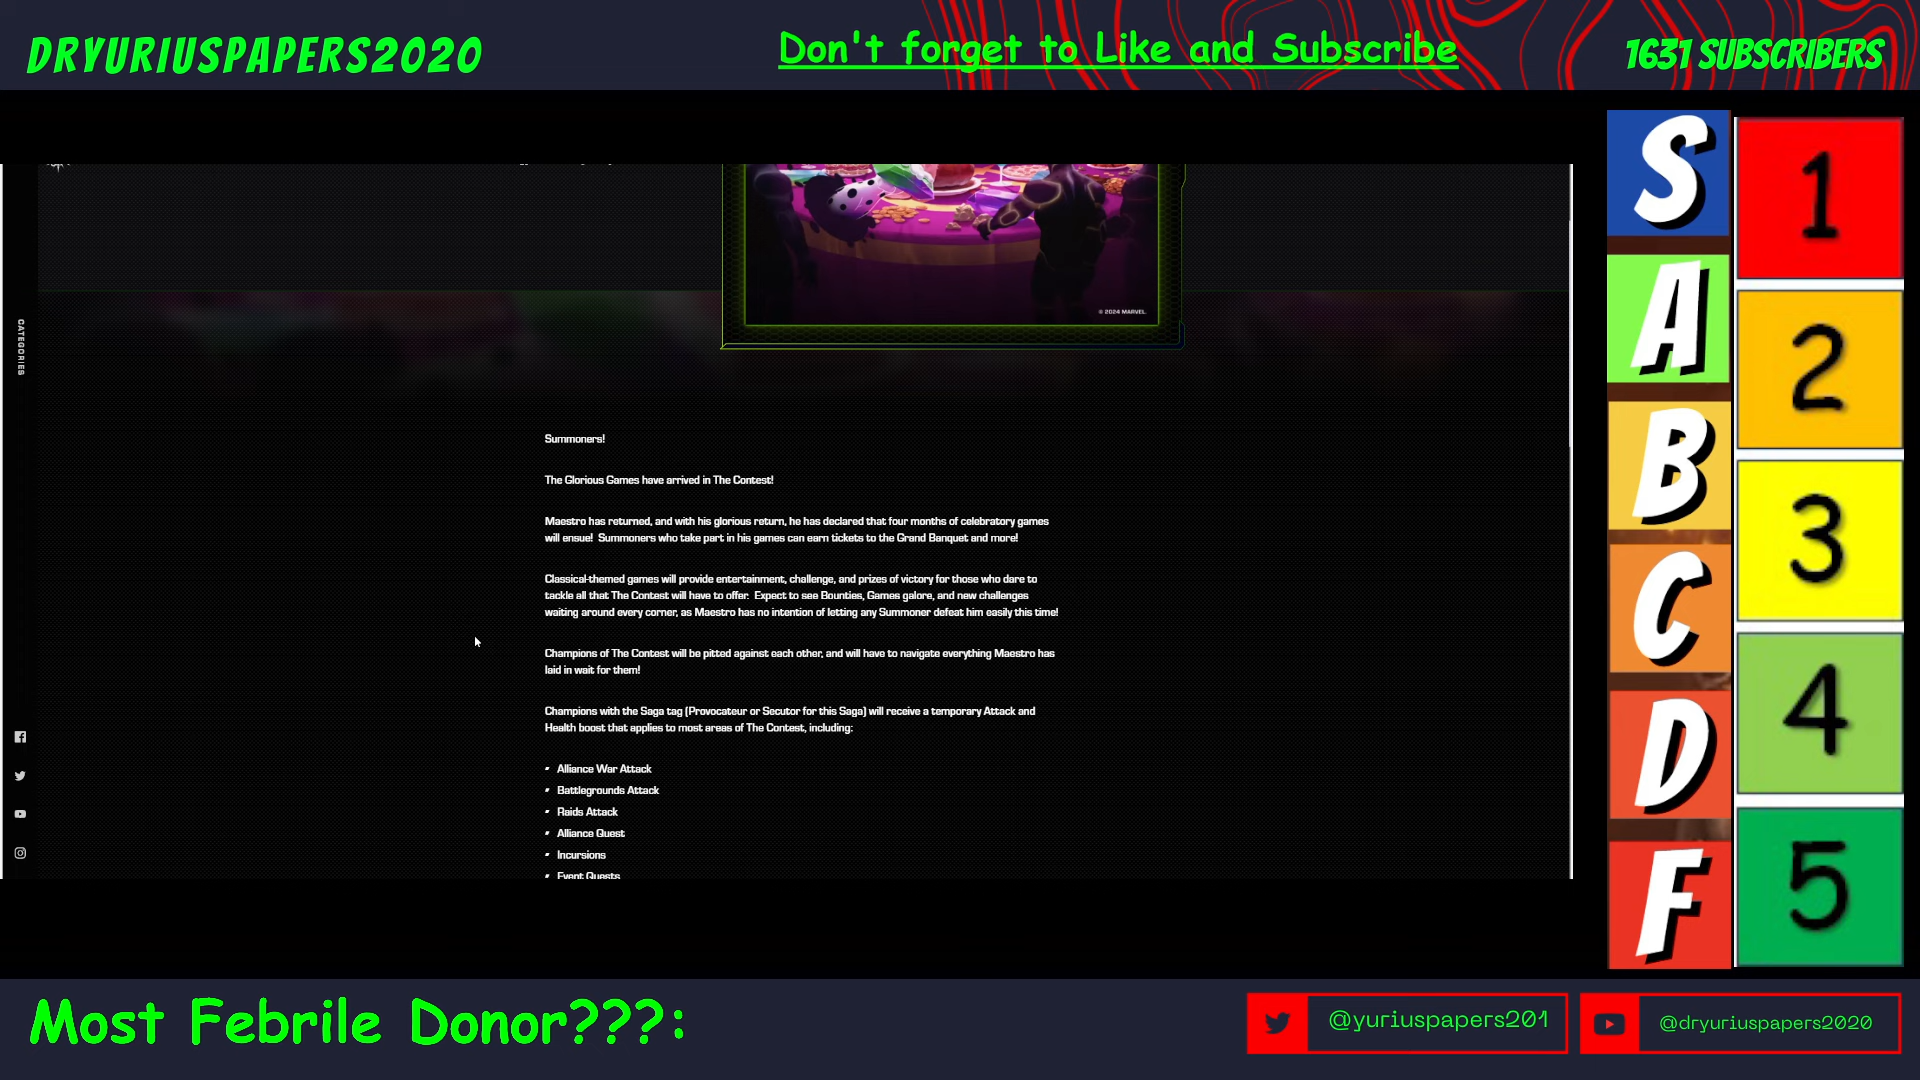 DRYURIUSPAPERS2020
Don't forget to Like and Subscribe
1631 SUBSCRIBERS
© 2024 MARVEL
CATEGORIES
Summoners!
The Glorious Games have arrived in The Contest!
Maestro has returned, and with his glorious return, he has declared that four months of celebratory games
will ensue! Summoners who take part in his games can earn tickets to the Grand Banquet and more!
Classical-themed games will provide entertainment, challenge, and prizes of victory for those who dare to
tackle all that The Contest will have to offer. Expect to see Bounties, Games galore, and new challenges
waiting around every corner, as Maestro has no intention of letting any Summoner defeat him easily this time!
Champions of The Contest will be pitted against each other, and will have to navigate everything Maestro has
laid in wait for them!
Champions with the Saga tag (Provocateur or Secutor for this Saga) will receive a temporary Attack and
Health boost that applies to most areas of The Contest, including:
• Alliance War Attack
• Battlegrounds Attack
• Raids Attack
• Alliance Quest
• Incursions
• Event Quests
S
A
B
C
D
F
1
2
3
4
5
Most Febrile Donor???:
@yuriuspapers201
@dryuriuspapers2020